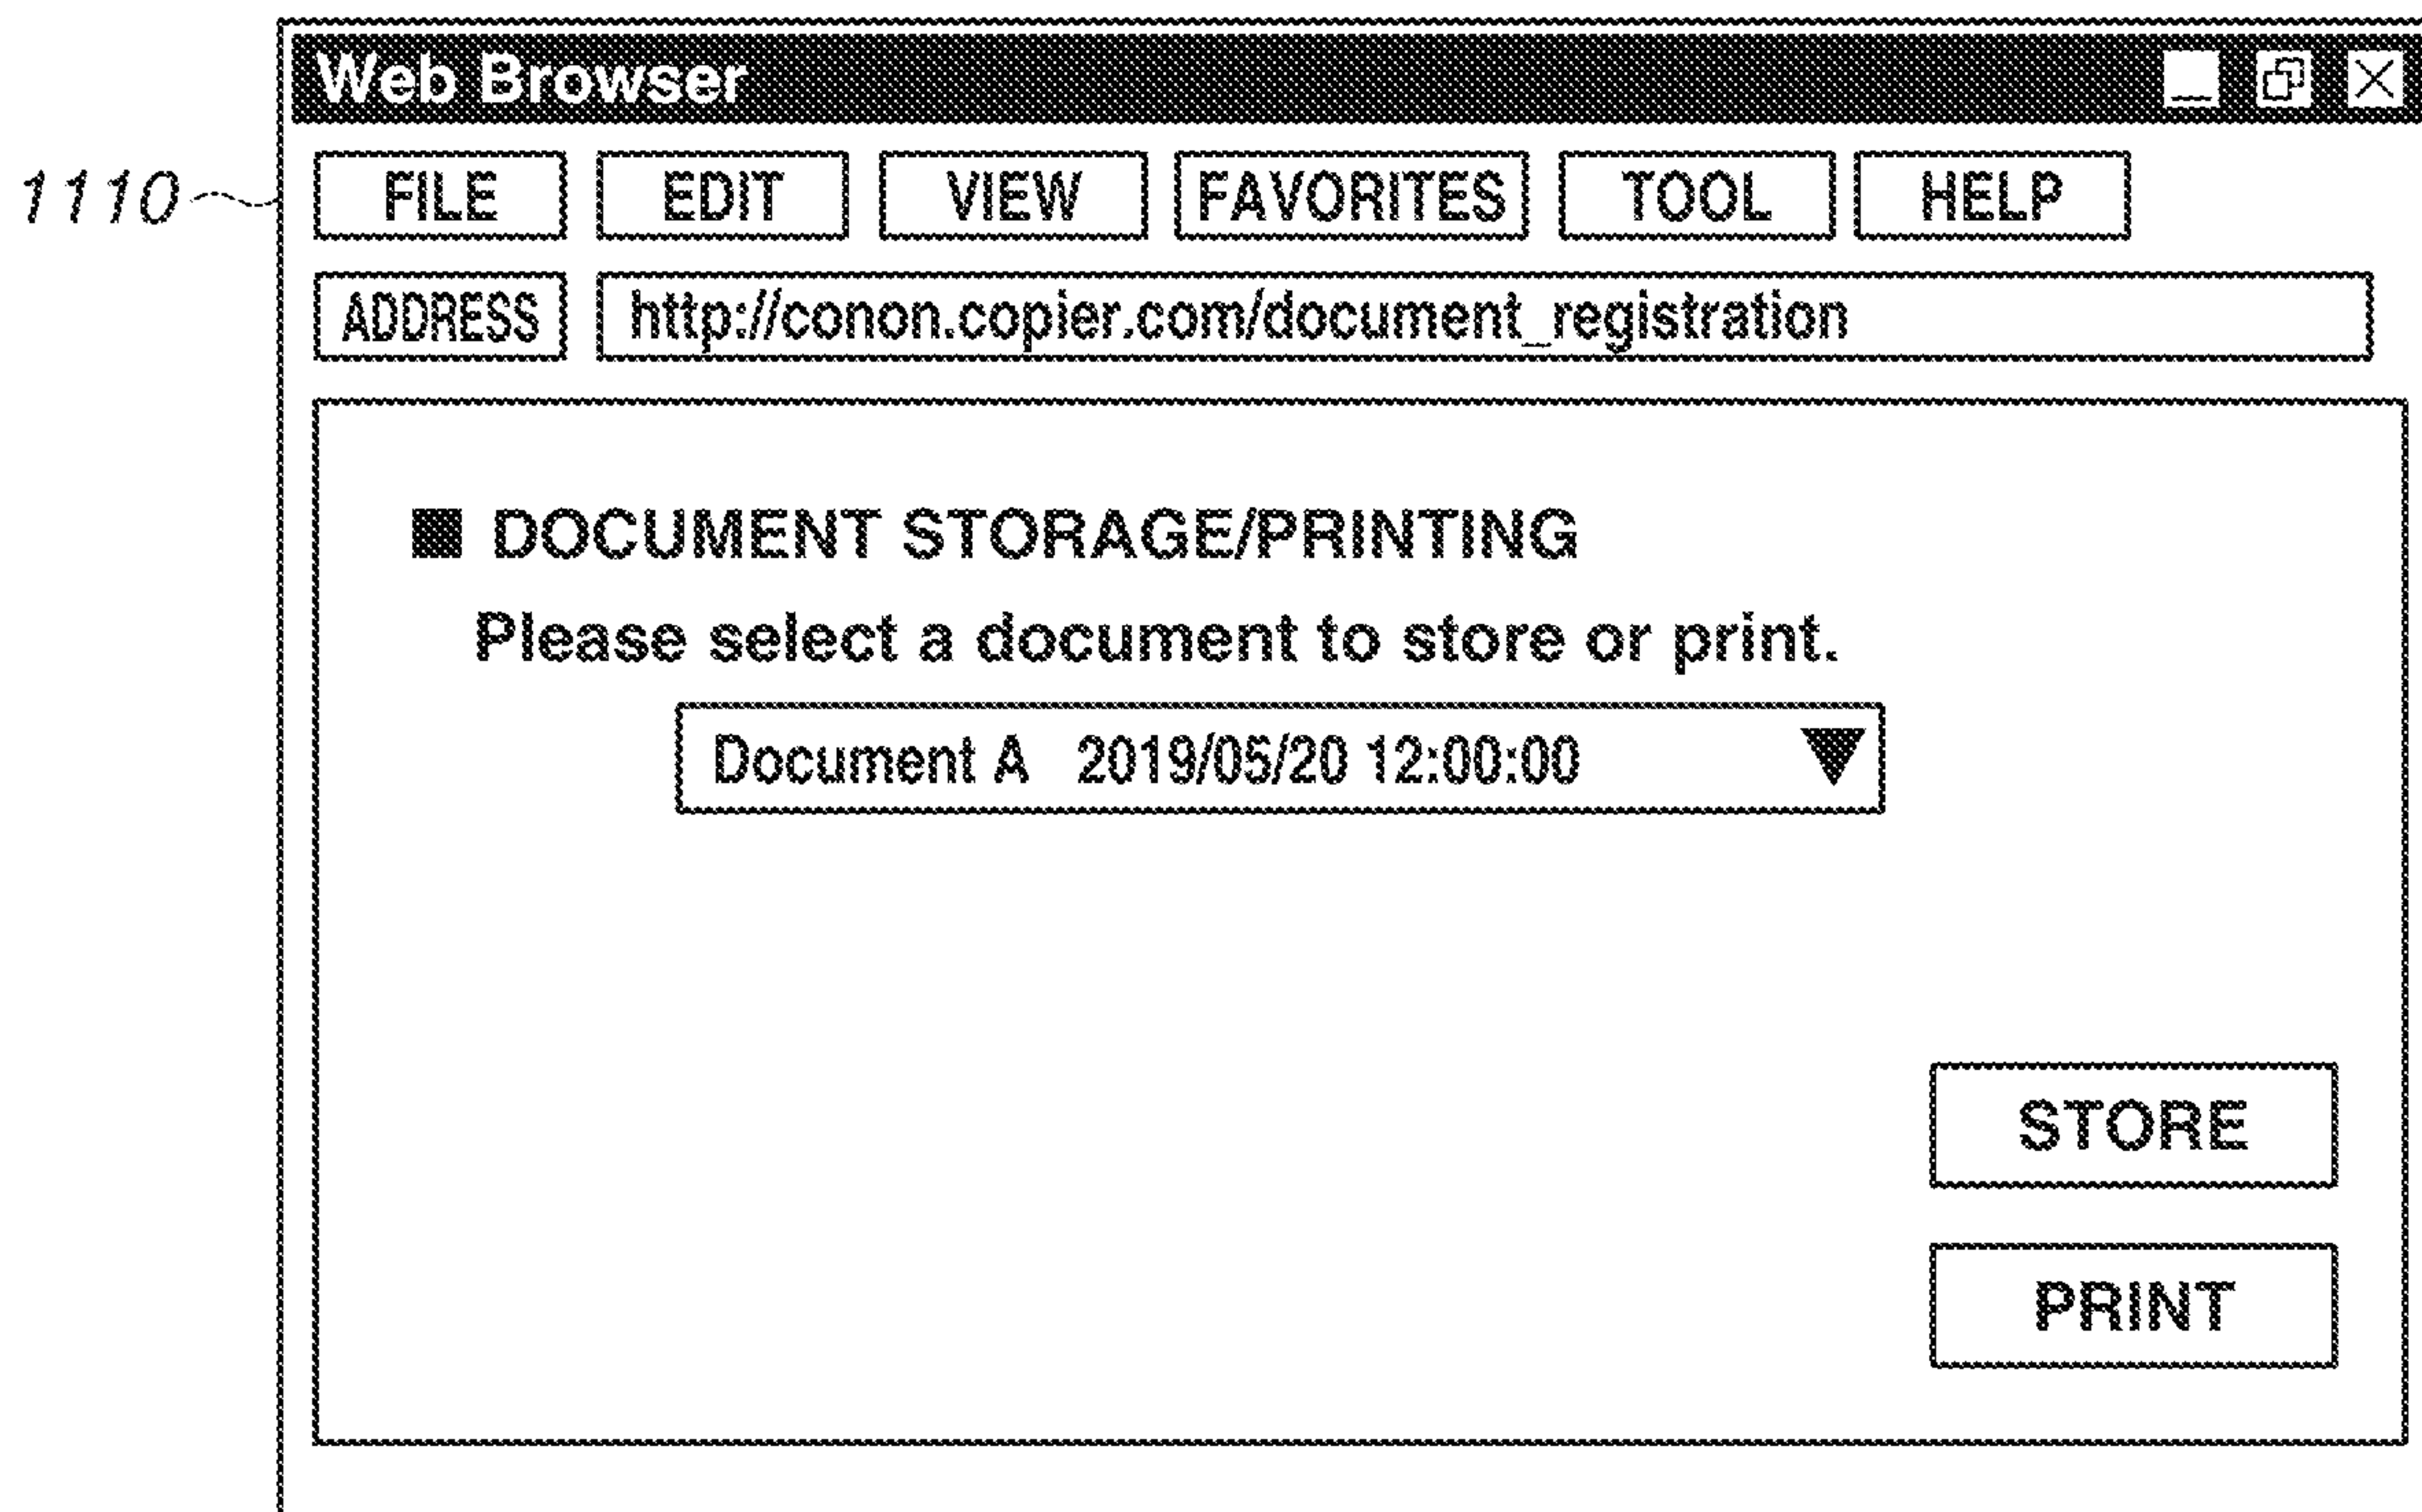 Web Browser
1110
FILE EDIT VIEW FAVORITES TOOL HELP
ADDRESS http://conon.copier.com/document_registration
■ DOCUMENT STORAGE/PRINTING
Please select a document to store or print.
Document A 2019/05/20 12:00:00 ▼
STORE
PRINT